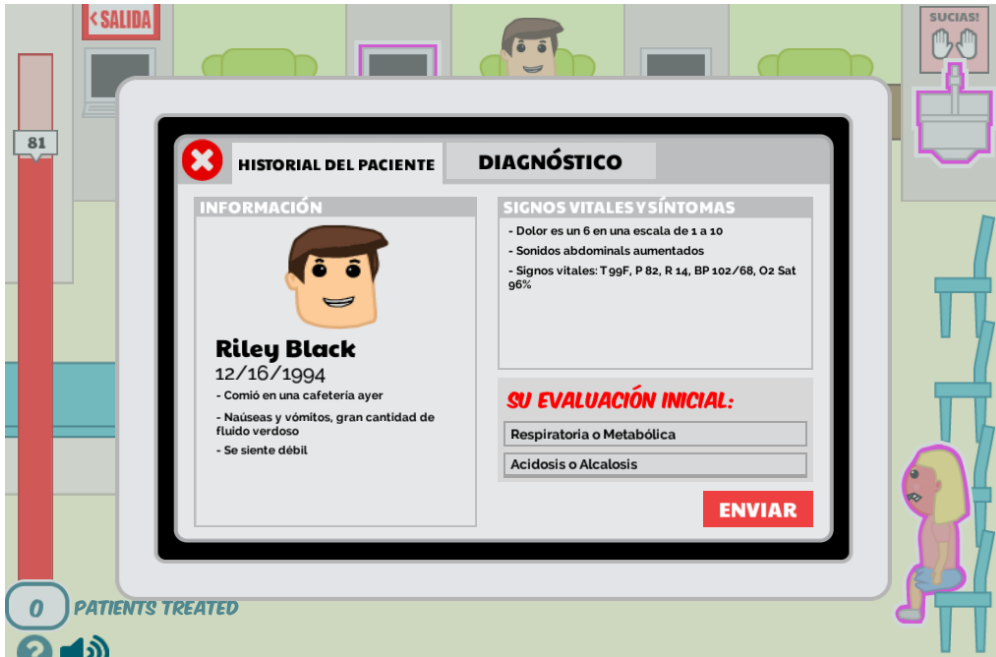 < SALIDA
SUCIAS!
81
HISTORIAL DEL PACIENTE
DIAGNÓSTICO
INFORMACIÓN
Riley Black
12/16/1994
- Comió en una cafetería ayer
- Naúseas y vómitos, gran cantidad de
fluido verdoso
- Se siente débil
SIGNOS VITALES Y SÍNTOMAS
- Dolor es un 6 en una escala de 1 a 10
- Sonidos abdominals aumentados
- Signos vitales: T 99F, P 82, R 14, BP 102/68, O2 Sat
96%
SU EVALUACIÓN INICIAL:
Respiratoria o Metabólica
Acidosis o Alcalosis
ENVIAR
0 PATIENTS TREATED
?